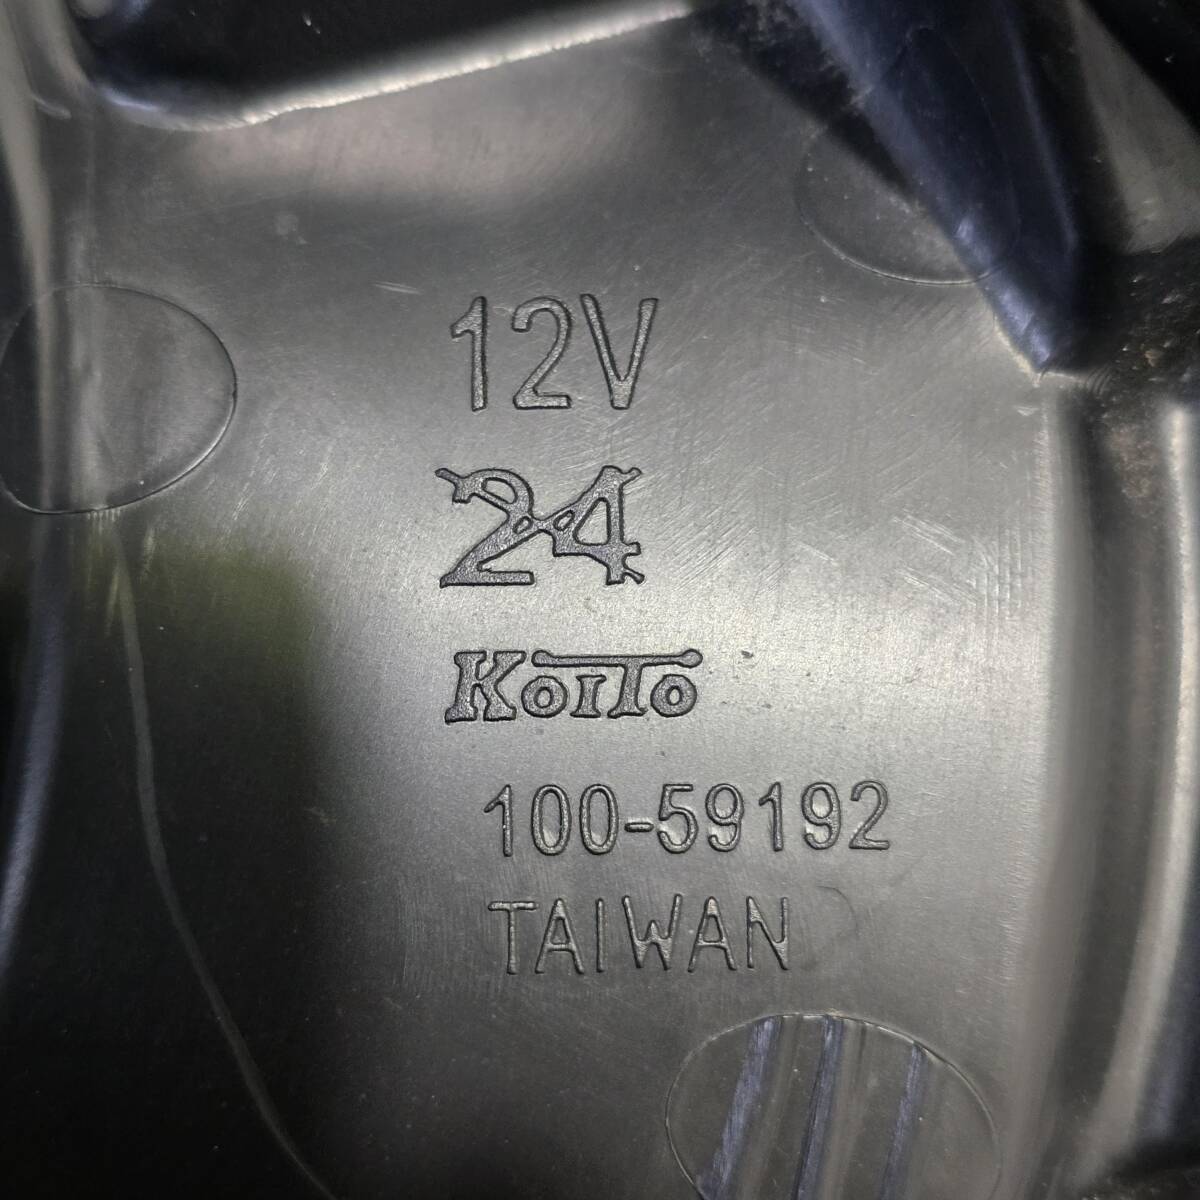 12V
24
KOITO
100-59192
TAIWAN